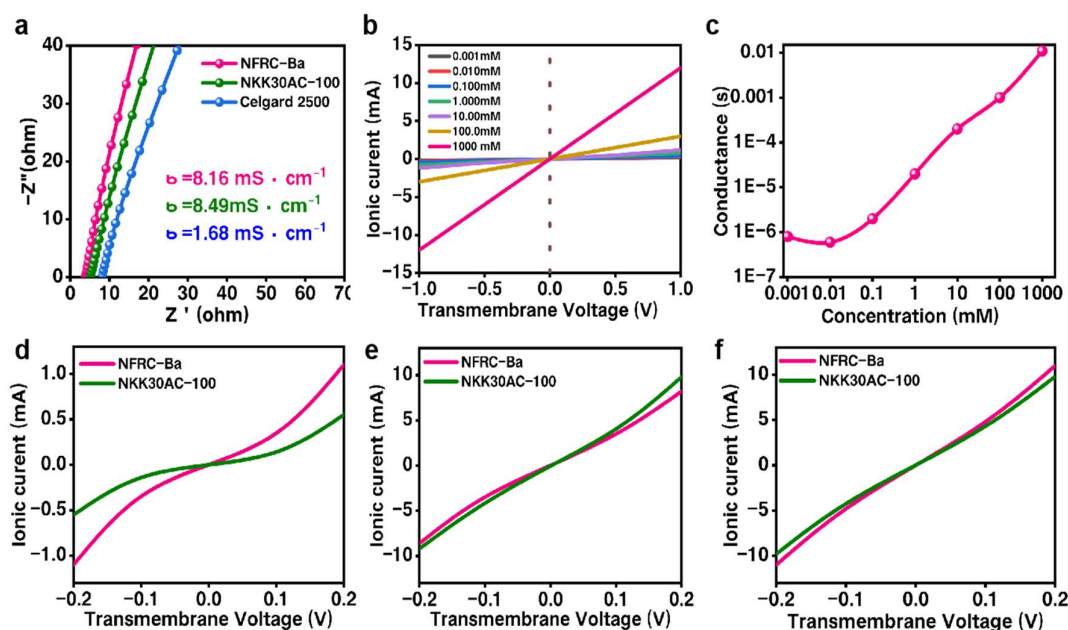 a
40
30
20
10
0
−Z''(ohm)
NFRC−Ba
NKK30AC−100
Celgard 2500
σ=8.16 mS · cm⁻¹
σ=8.49mS · cm⁻¹
σ=1.68 mS · cm⁻¹
0 10 20 30 40 50 60 70
Z ' (ohm)
b
15
10
5
0
−5
−10
−15
Ionic curent (mA)
0.001mM
0.010mM
0.100mM
1.000mM
10.00mM
100.0mM
1000 mM
−1.0 −0.5 0.0 0.5 1.0
Transmembrane Voltage (V)
c
0.01
0.001
1E−4
1E−5
1E−6
1E−7
Conductance (s)
0.001 0.01 0.1 1 10 100 1000
Concentration (mM)
d
1.0
0.5
0.0
−0.5
−1.0
Ionic curent (mA)
NFRC−Ba
NKK30AC−100
−0.2 −0.1 0.0 0.1 0.2
Transmembrane Voltage (V)
e
10
5
0
−5
−10
Ionic curent (mA)
NFRC−Ba
NKK30AC−100
−0.2 −0.1 0.0 0.1 0.2
Transmembrane Voltage (V)
f
10
5
0
−5
−10
Ionic curent (mA)
NFRC−Ba
NKK30AC−100
−0.2 −0.1 0.0 0.1 0.2
Transmembrane Voltage (V)